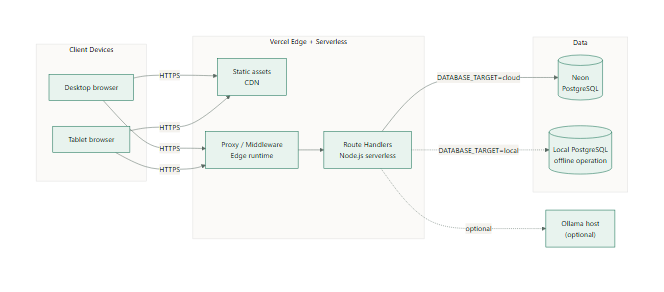 Client Devices
Desktop browser
Tablet browser
HTTPS
HTTPS
HTTPS
HTTPS
Vercel Edge + Serverless
Static assets
CDN
Proxy / Middleware
Edge runtime
Route Handlers
Node.js serverless
DATABASE_TARGET=cloud
DATABASE_TARGET=local
optional
Data
Neon
PostgreSQL
Local PostgreSQL
offline operation
Ollama host
(optional)